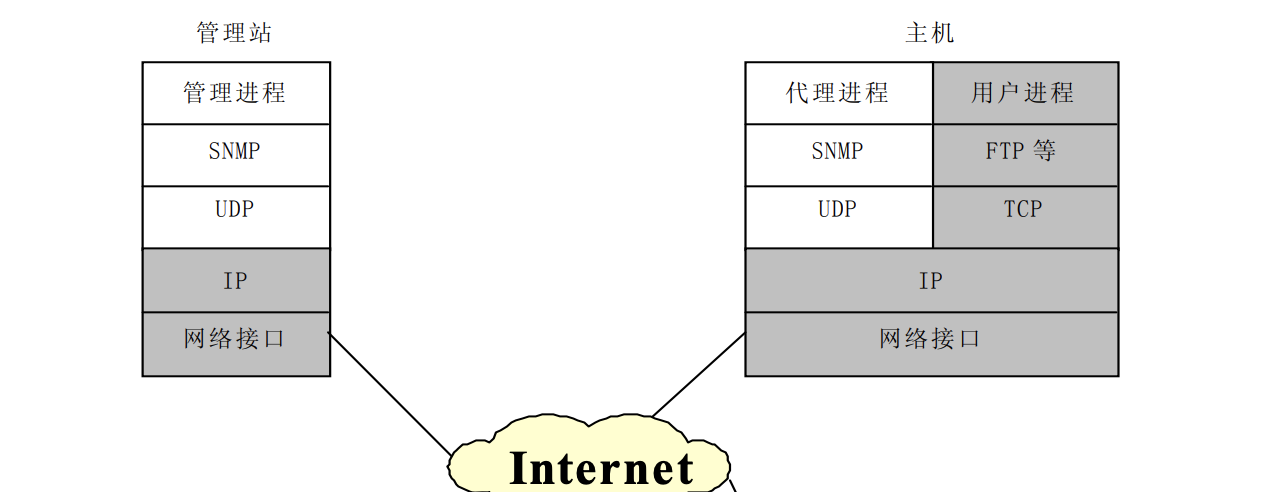 管理站
主机
管理进程
SNMP
UDP
IP
网络接口
代理进程
用户进程
SNMP
FTP 等
UDP
TCP
IP
网络接口
Internet